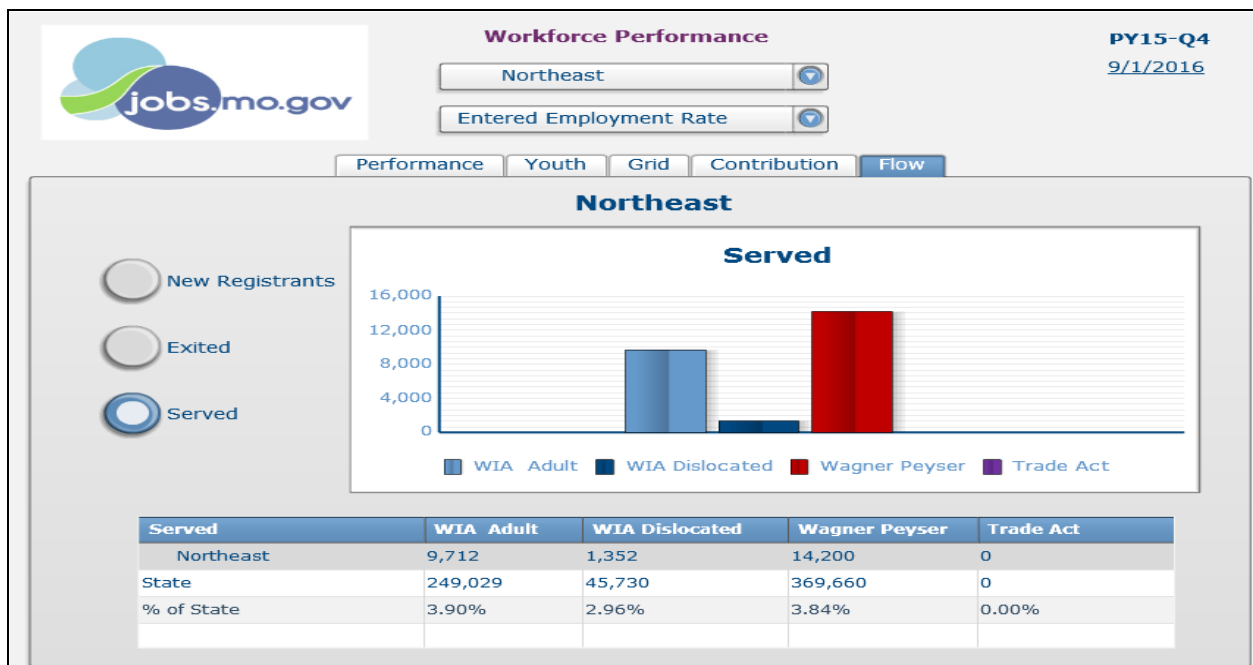 Workforce Performance
PY15-Q4
9/1/2016
jobs.mo.gov
Northeast
Entered Employment Rate
Performance Youth Grid Contribution Flow
Northeast
New Registrants
Exited
Served
Served
16,000
12,000
8,000
4,000
0
WIA Adult WIA Dislocated Wagner Peyser Trade Act
Served WIA Adult WIA Dislocated Wagner Peyser Trade Act
Northeast 9,712 1,352 14,200 0
State 249,029 45,730 369,660 0
% of State 3.90% 2.96% 3.84% 0.00%